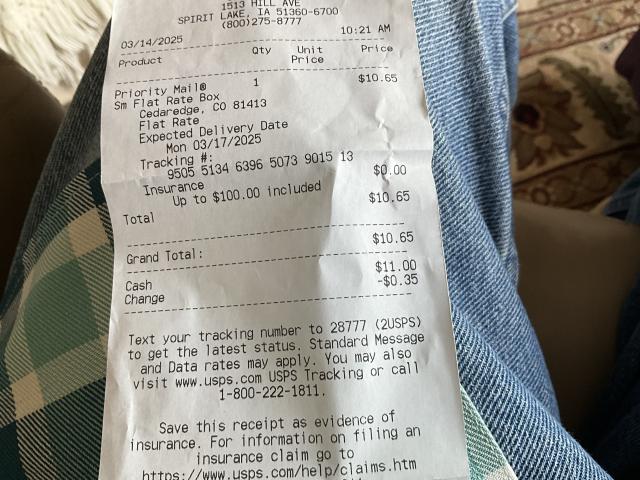 1513 HILL AVE
SPIRIT LAKE, IA 51360-6700
(800)275-8777
03/14/2025 10:21 AM
Product Qty Unit Price
Price
Priority Mail® 1 $10.65
Sm Flat Rate Box
Cedaredge, CO 81413
Flat Rate
Expected Delivery Date
Mon 03/17/2025
Tracking #:
9505 5134 6396 5073 9015 13
Insurance $0.00
Up to $100.00 included
Total $10.65
Grand Total: $10.65
Cash $11.00
Change -$0.35
Text your tracking number to 28777 (2USPS)
to get the latest status. Standard Message
and Data rates may apply. You may also
visit www.usps.com USPS Tracking or call
1-800-222-1811.
Save this receipt as evidence of
insurance. For information on filing an
insurance claim go to
https://www.usps.com/help/claims.htm